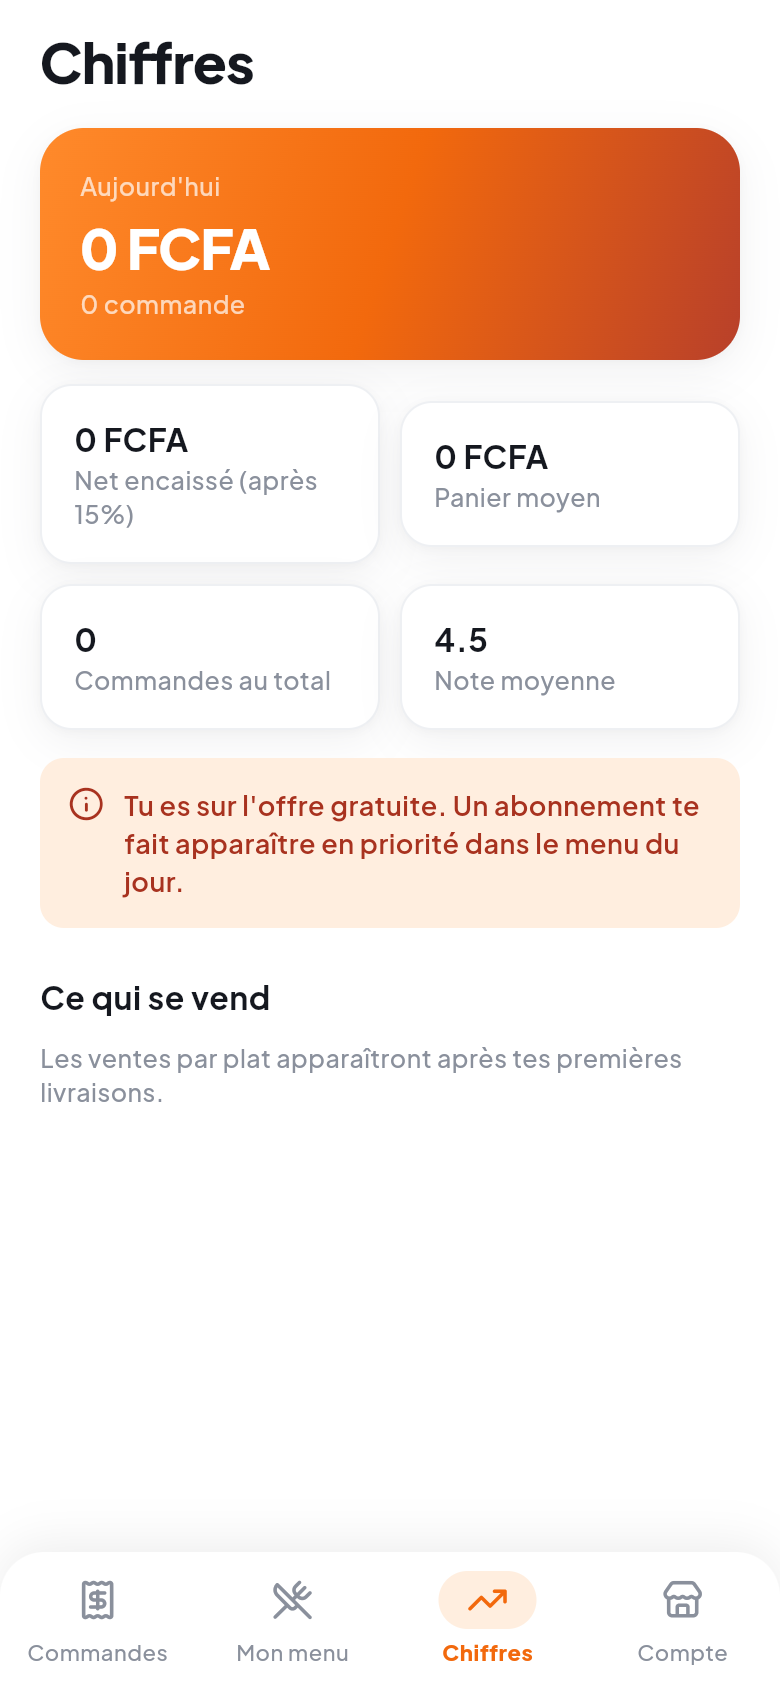 Chiffres
Aujourd'hui
0 FCFA
0 commande
0 FCFA
Net encaissé (après
15%)
0 FCFA
Panier moyen
0
Commandes au total
4.5
Note moyenne
Tu es sur l'offre gratuite. Un abonnement te
fait apparaître en priorité dans le menu du
jour.
Ce qui se vend
Les ventes par plat apparaîtront après tes premières
livraisons.
Commandes
Mon menu
Chiffres
Compte